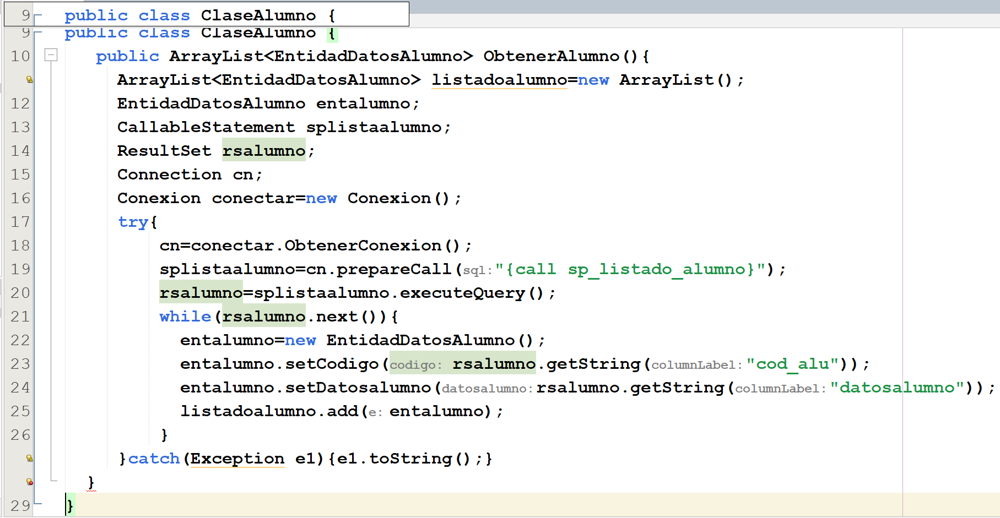 9 public class ClaseAlumno {
9 public class ClaseAlumno {
10 public ArrayList<EntidadDatosAlumno> ObtenerAlumno(){
ArrayList<EntidadDatosAlumno> listadoalumno=new ArrayList();
12 EntidadDatosAlumno entalumno;
13 CallableStatement splistaalumno;
14 ResultSet rsalumno;
15 Connection cn;
16 Conexion conectar=new Conexion();
17 try{
18 cn=conectar.ObtenerConexion();
19 splistaalumno=cn.prepareCall(sql:"{call sp_listado_alumno}");
20 rsalumno=splistaalumno.executeQuery();
21 while(rsalumno.next()){
22 entalumno=new EntidadDatosAlumno();
23 entalumno.setCodigo(codigo: rsalumno.getString(columnLabel:"cod_alu"));
24 entalumno.setDatosalumno(datosalumno:rsalumno.getString(columnLabel:"datosalumno"));
25 listadoalumno.add(e: entalumno);
26 }
}catch(Exception e1){e1.toString();}
}
29 }